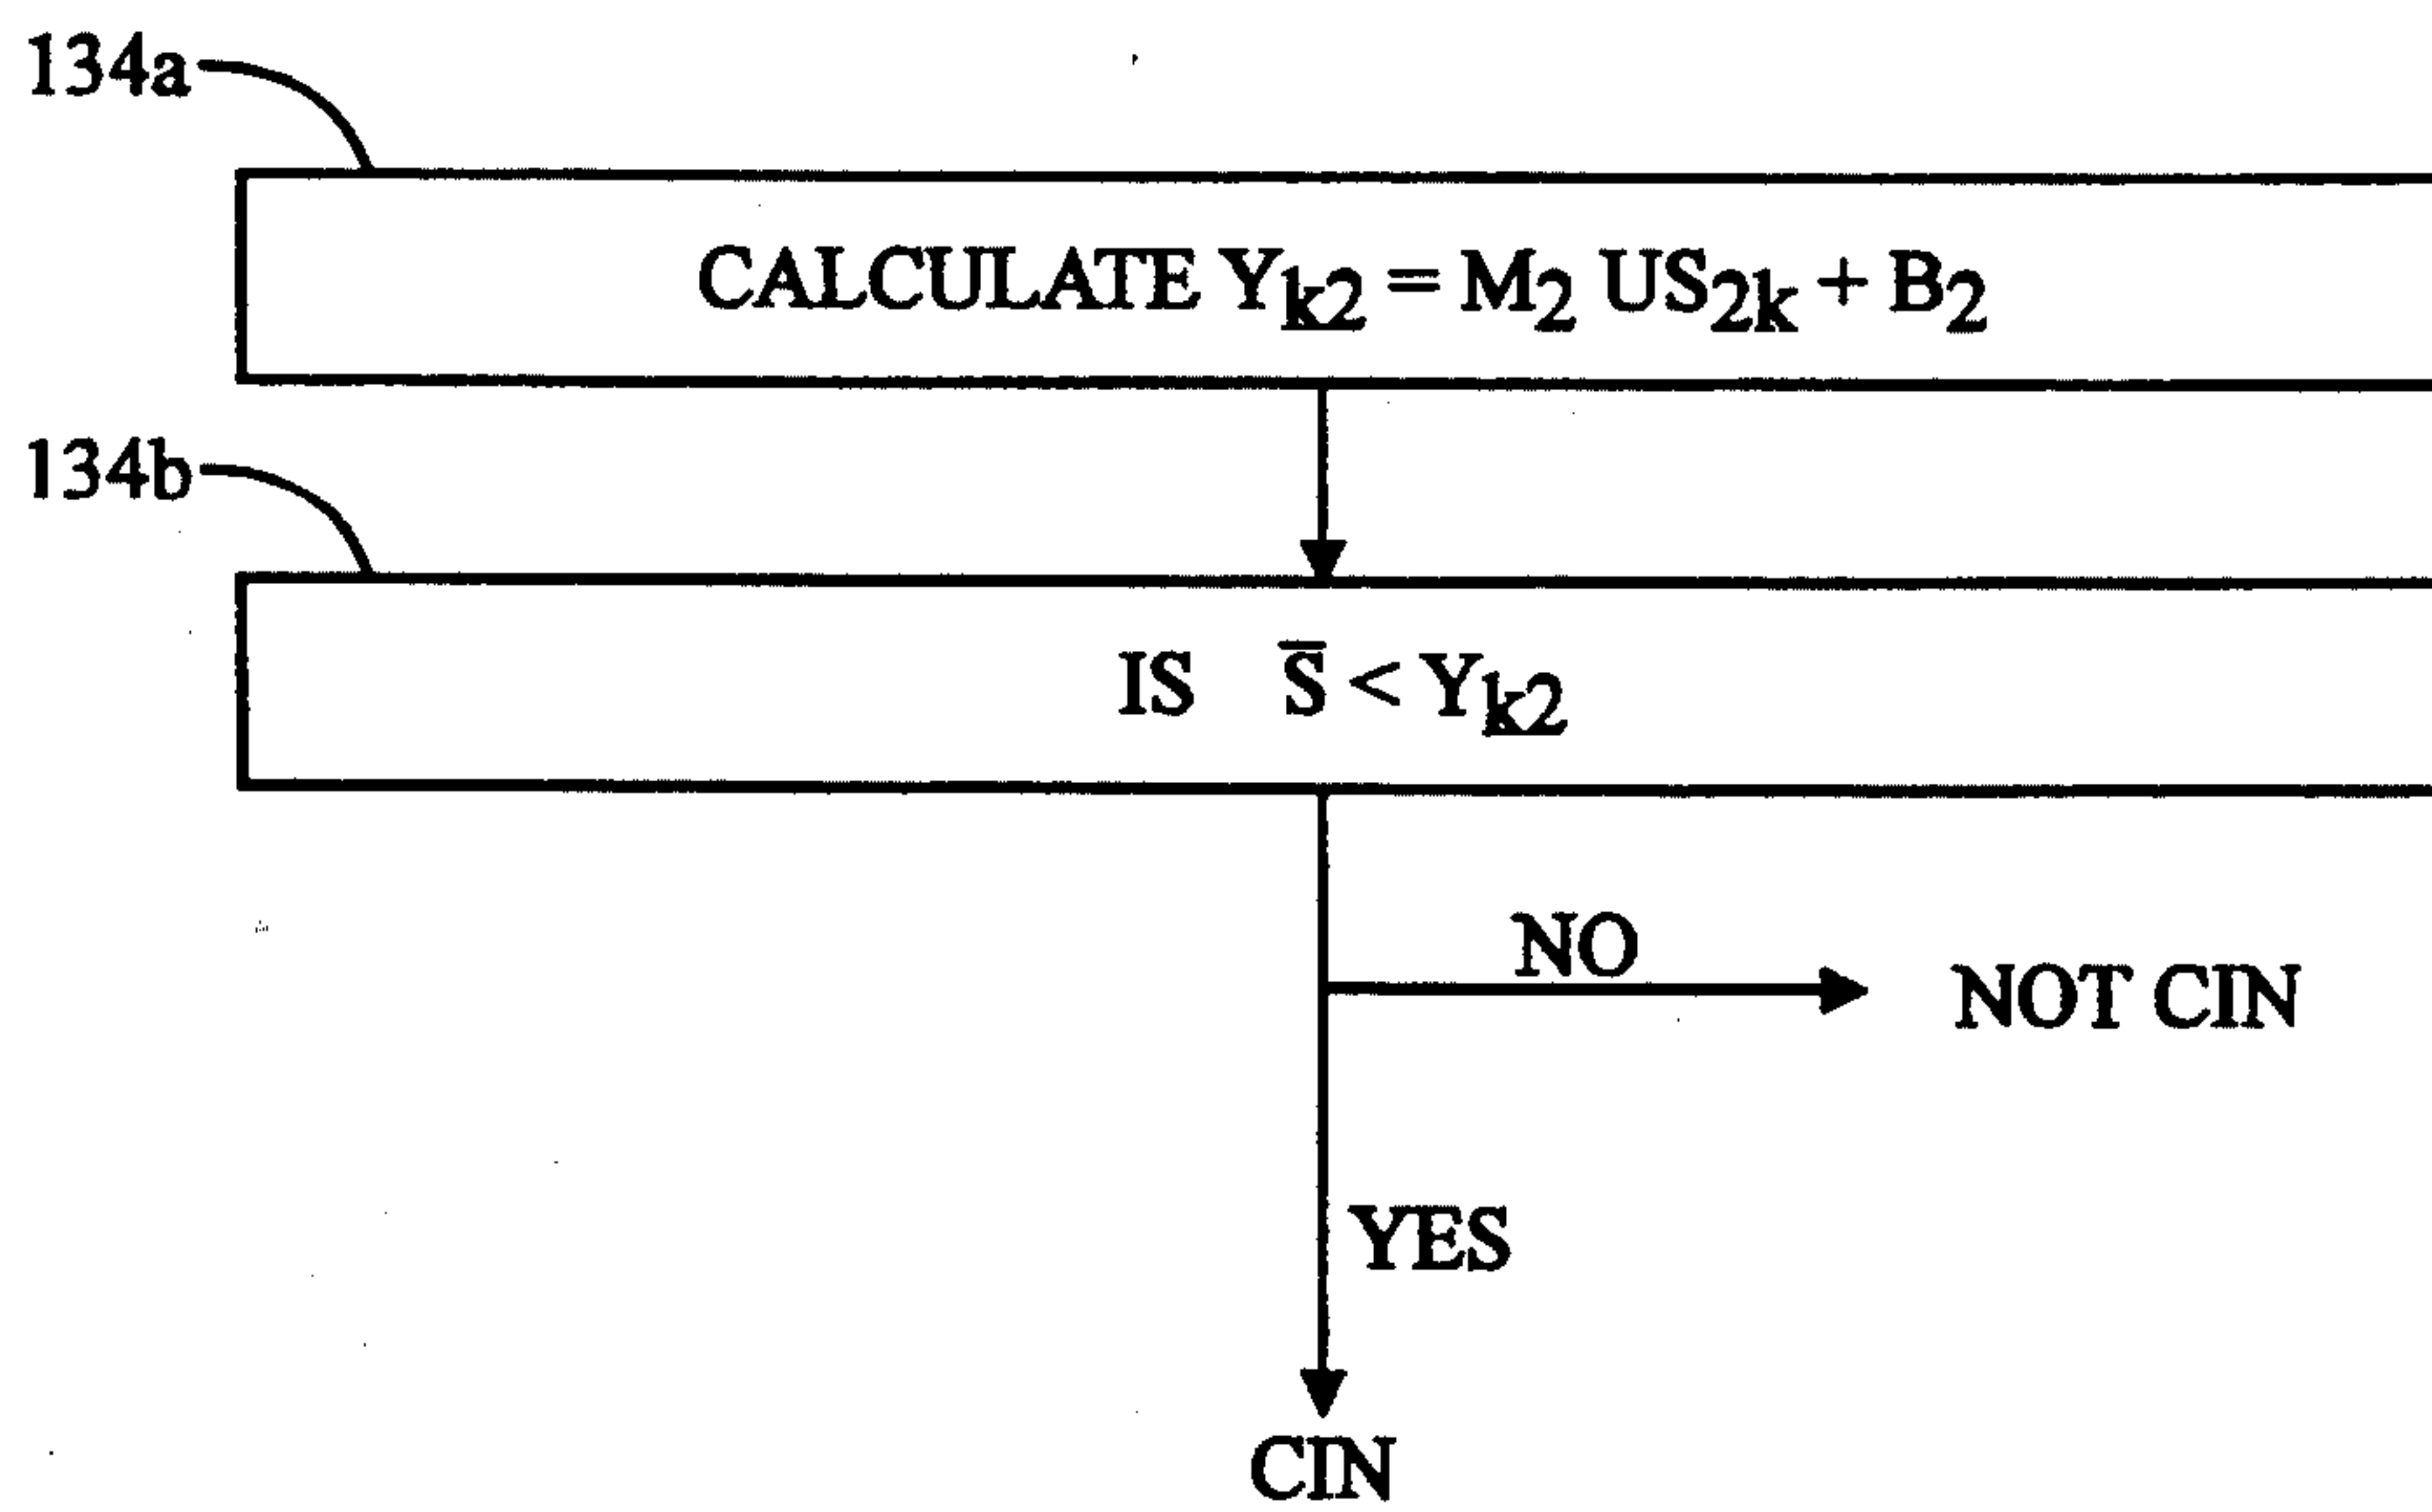 134a
CALCULATE Yk2 = M2 US2k + B2
134b
IS S̄ < Yk2
NO
NOT CIN
YES
CIN